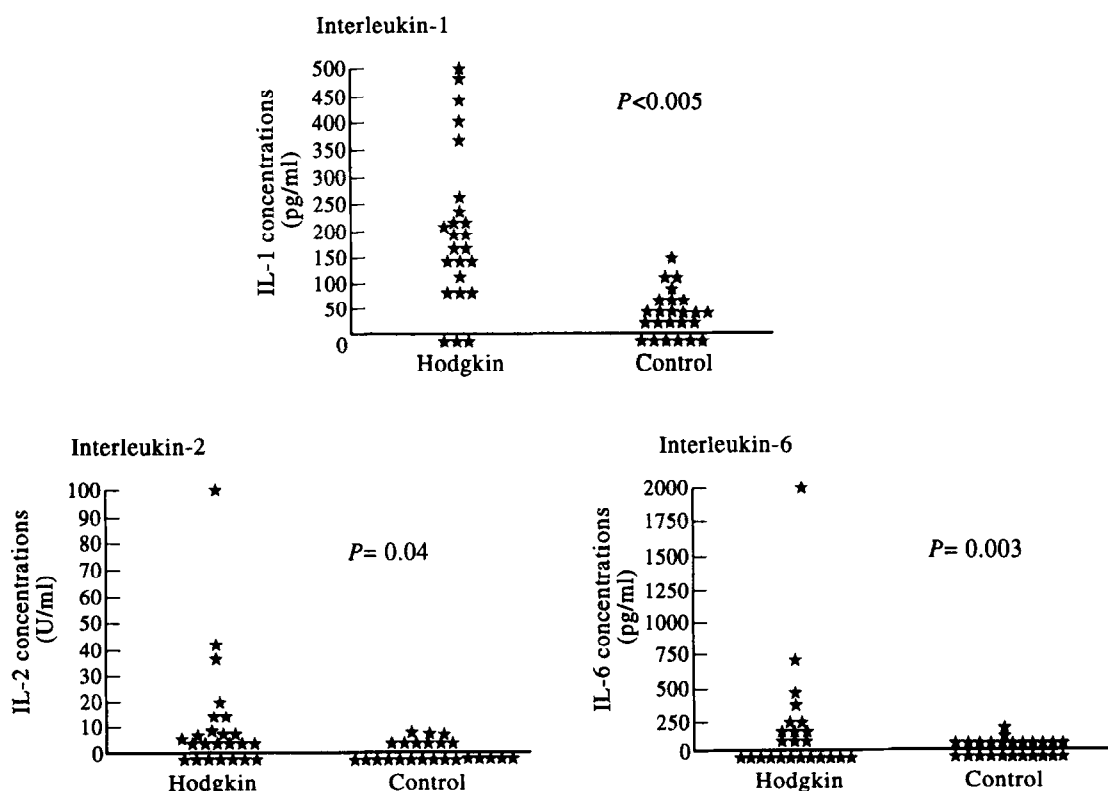 Interleukin-1
IL-1 concentrations
(pg/ml)
500
450
400
350
300
250
200
150
100
50
0
P<0.005
Hodgkin
Control
Interleukin-2
IL-2 concentrations
(U/ml)
100
90
80
70
60
50
40
30
20
10
0
P= 0.04
Hodgkin
Control
Interleukin-6
IL-6 concentrations
(pg/ml)
2000
1750
1500
1250
1000
750
500
250
0
P= 0.003
Hodgkin
Control